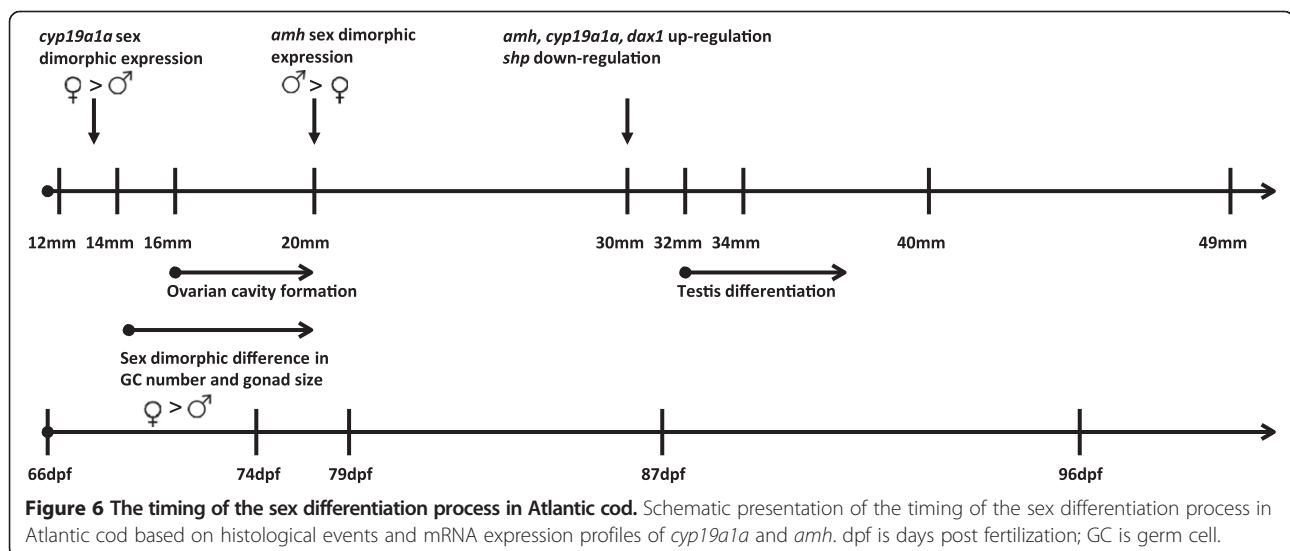 cyp19a1a sex
dimorphic expression
♀ > ♂
amh sex dimorphic
expression
♂ > ♀
amh, cyp19a1a, dax1 up-regulation
shp down-regulation
12mm 14mm 16mm 20mm 30mm 32mm 34mm 40mm 49mm
Ovarian cavity formation
Testis differentiation
Sex dimorphic difference in
GC number and gonad size
♀ > ♂
66dpf 74dpf 79dpf 87dpf 96dpf
Figure 6 The timing of the sex differentiation process in Atlantic cod. Schematic presentation of the timing of the sex differentiation process in
Atlantic cod based on histological events and mRNA expression profiles of cyp19a1a and amh. dpf is days post fertilization; GC is germ cell.